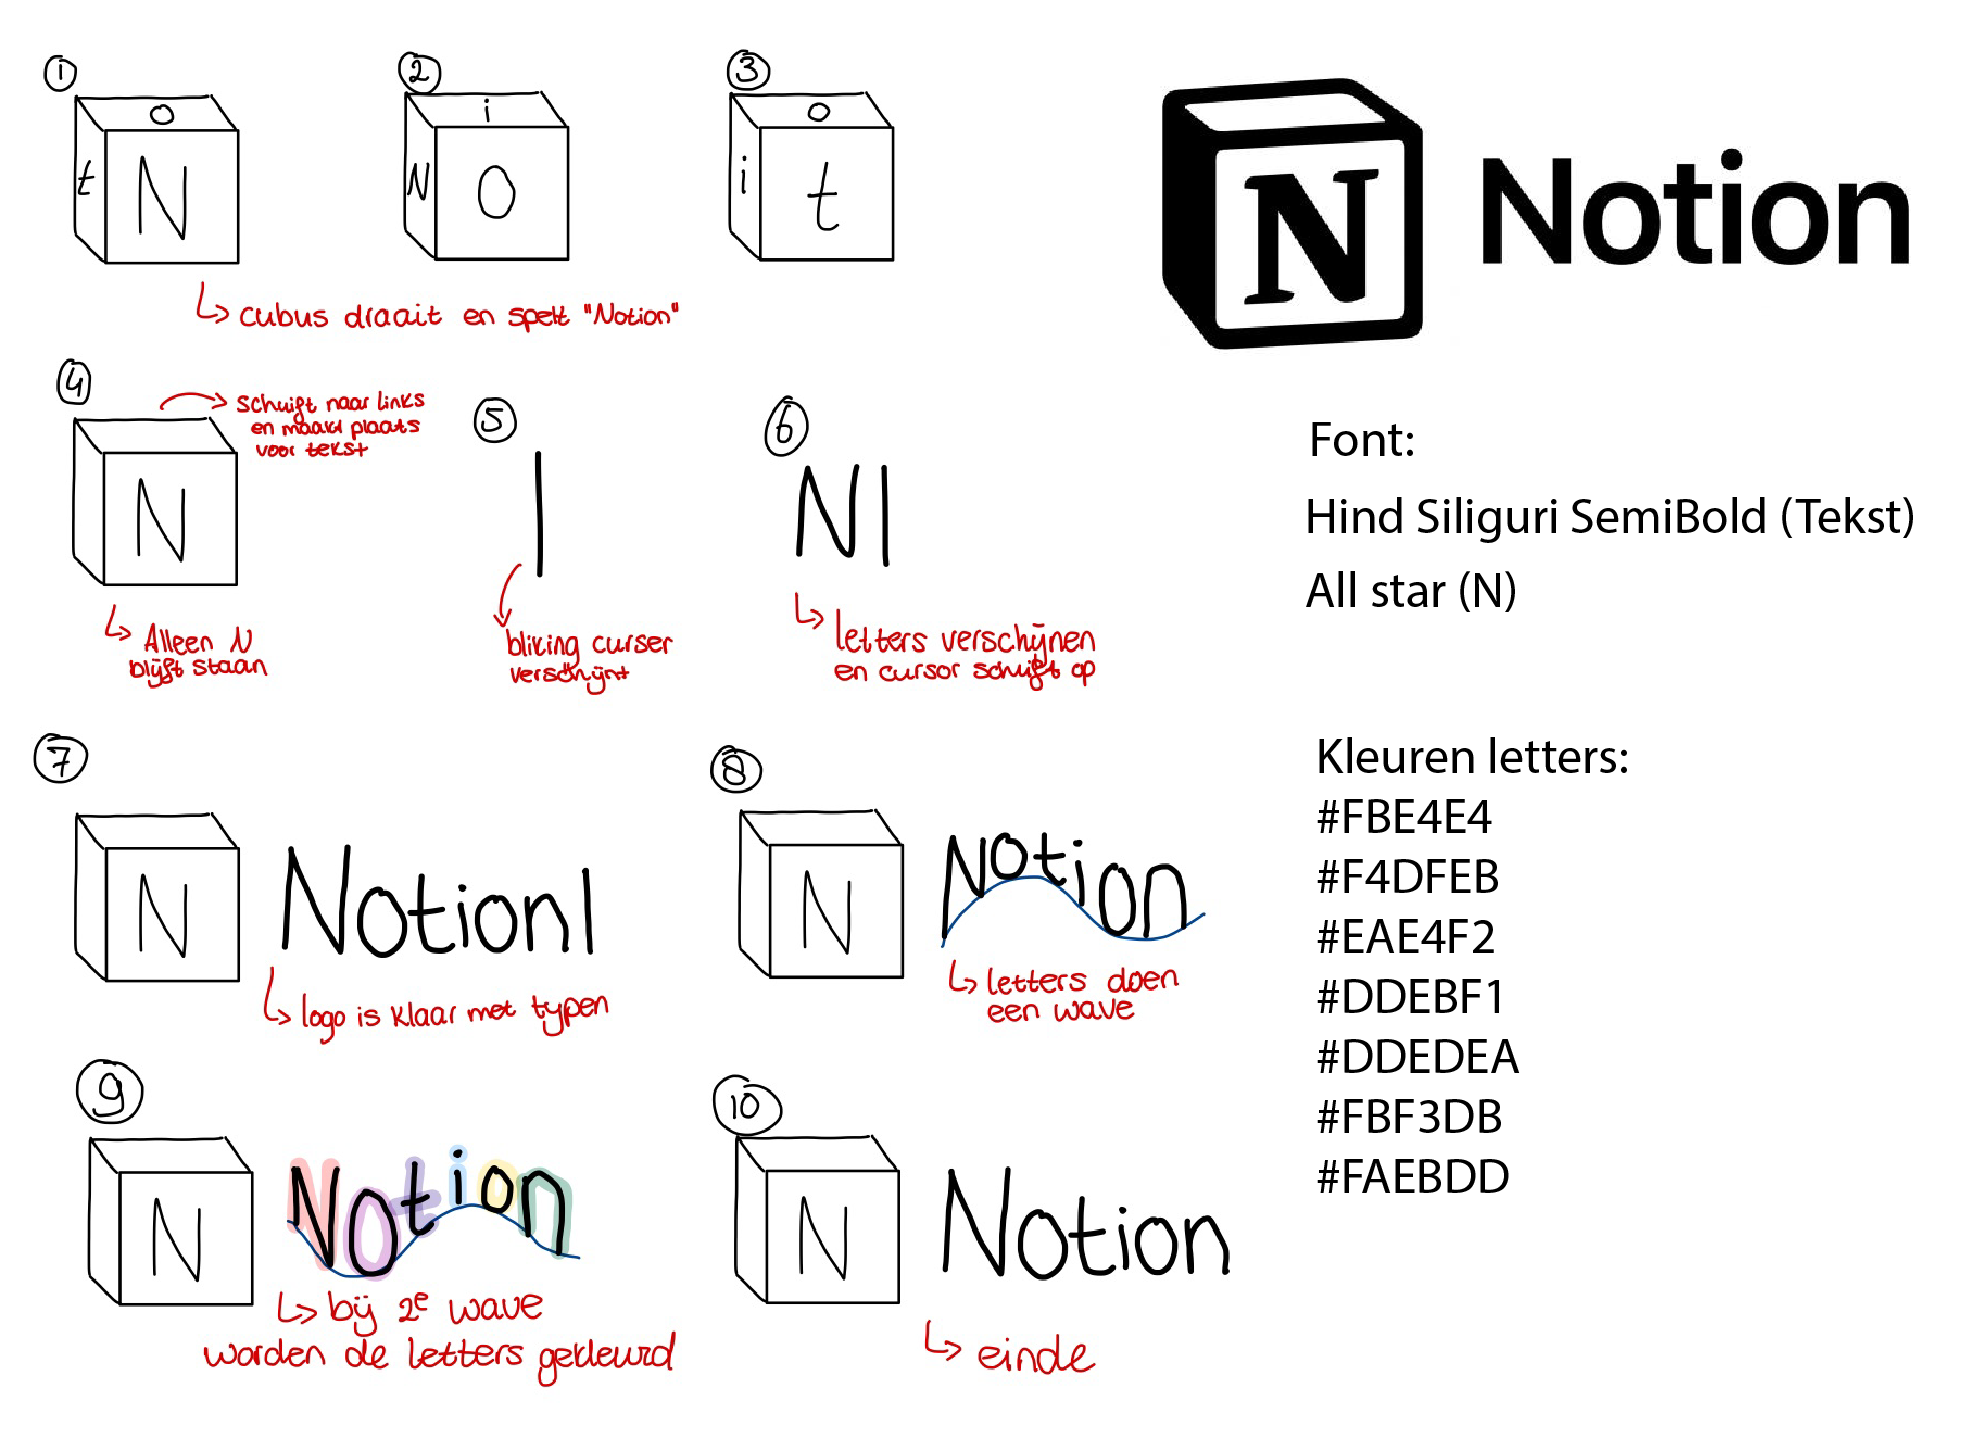 1
o
t N
2
i
N O
3
o
i t
↳ cubus draait en spelt "Notion"
N Notion
4
schuift naar links
en maakt plaats
voor tekst
N
↳ Alleen N
blijft staan
5
|
bliking curser
verschijnt
6
N|
↳ letters verschijnen
en cursor schuift op
Font:
Hind Siliguri SemiBold (Tekst)
All star (N)
7
N Notion|
↳ logo is klaar met typen
8
N Notion
↳ letters doen
een wave
Kleuren letters:
#FBE4E4
#F4DFEB
#EAE4F2
#DDEBF1
#DDEDEA
#FBF3DB
#FAEBDD
9
N Notion
↳ bij 2e wave
worden de letters gekleurd
10
N Notion
↳ einde